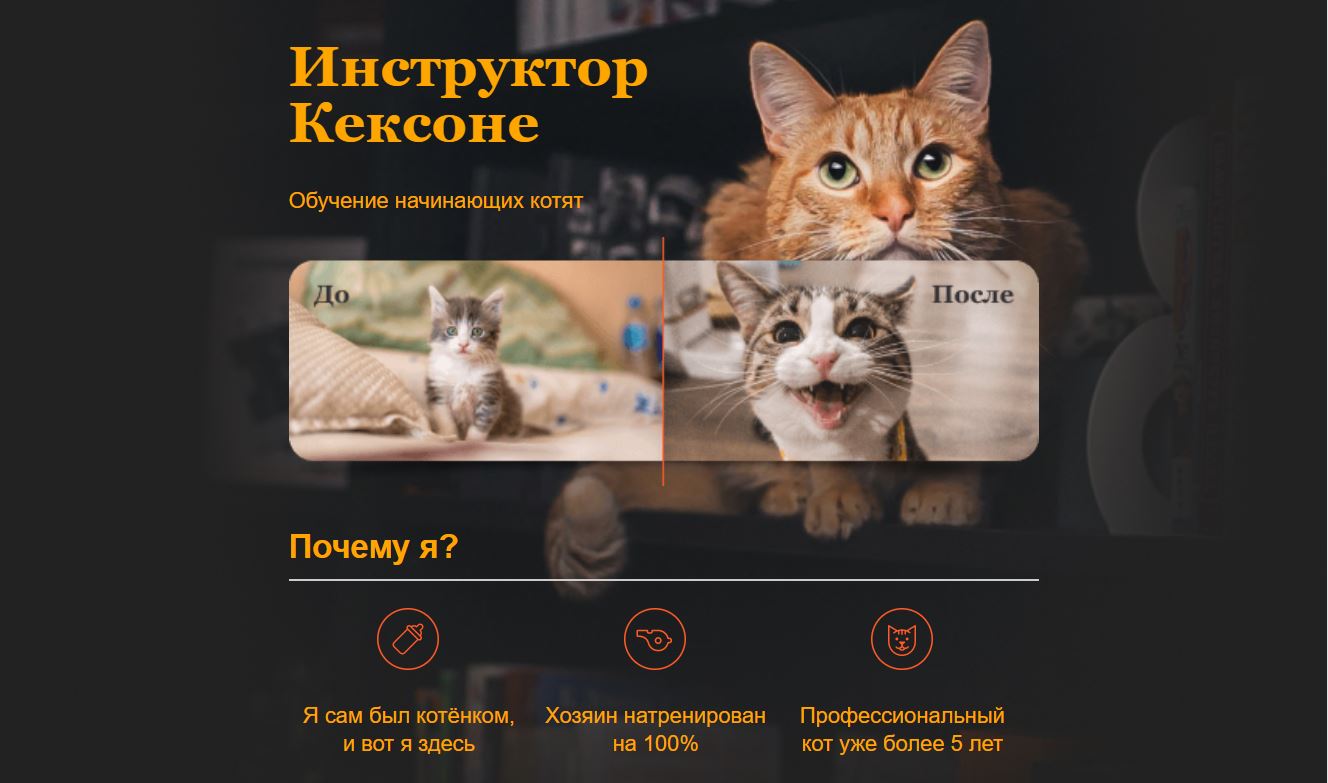 Инструктор
Кексоне
Обучение начинающих котят
До
После
Почему я?
Я сам был котёнком,
и вот я здесь
Хозяин натренирован
на 100%
Профессиональный
кот уже более 5 лет